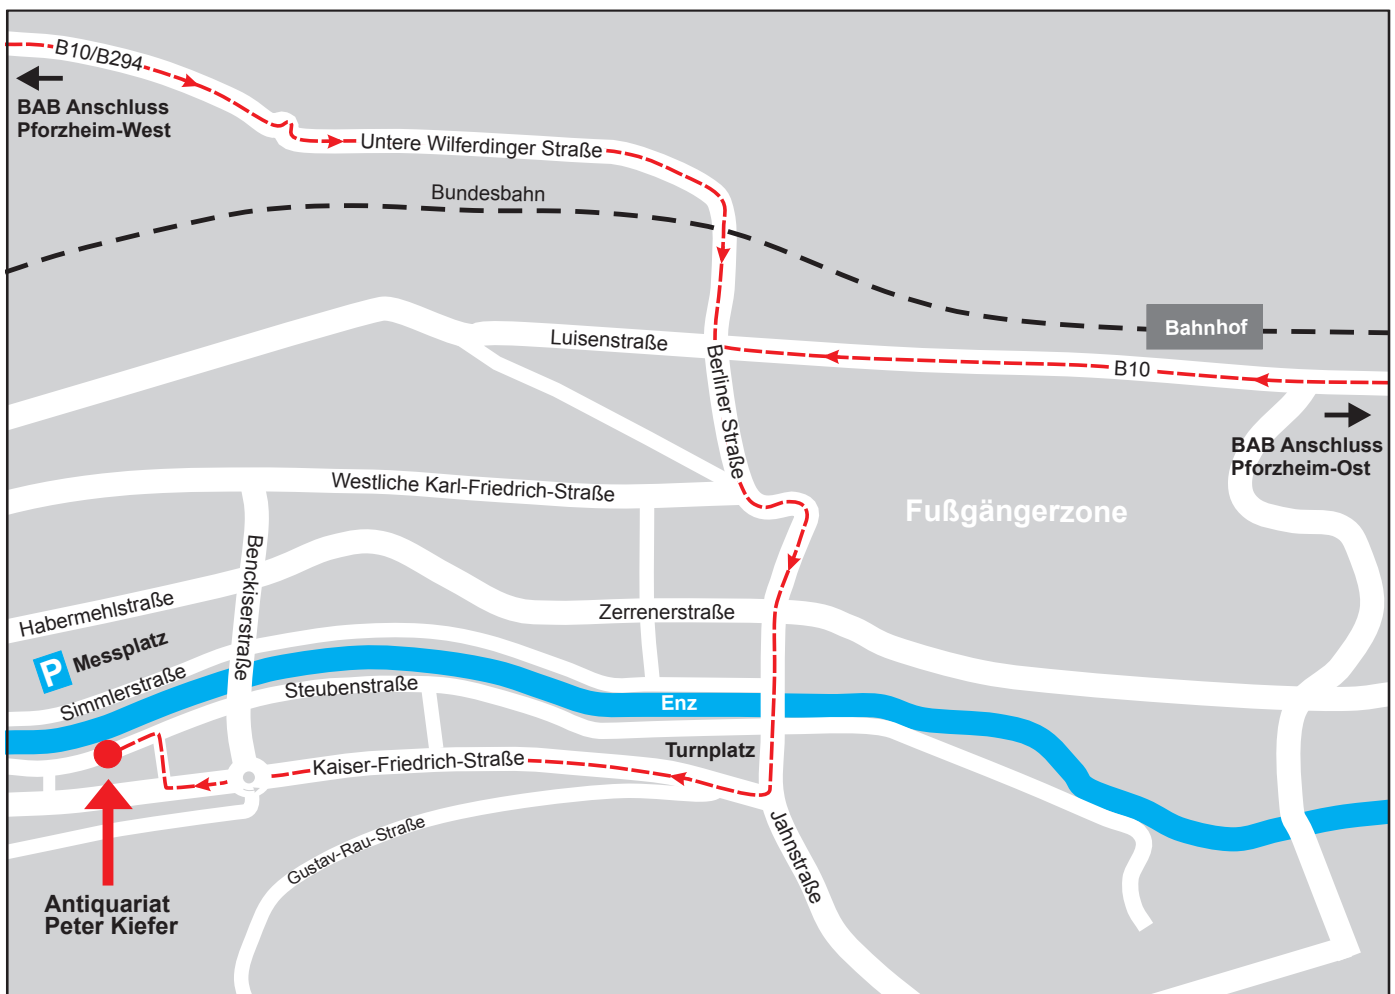 B10/B294
BAB Anschluss
Pforzheim-West
Untere Wilferdinger Straße
Bundesbahn
Bahnhof
Luisenstraße
B10
Berliner Straße
BAB Anschluss
Pforzheim-Ost
Westliche Karl-Friedrich-Straße
Fußgängerzone
Benckiserstraße
Habermehlstraße
Zerrenerstraße
P Messplatz
Simmlerstraße
Steubenstraße
Enz
Turnplatz
Kaiser-Friedrich-Straße
Gustav-Rau-Straße
Jahnstraße
Antiquariat
Peter Kiefer